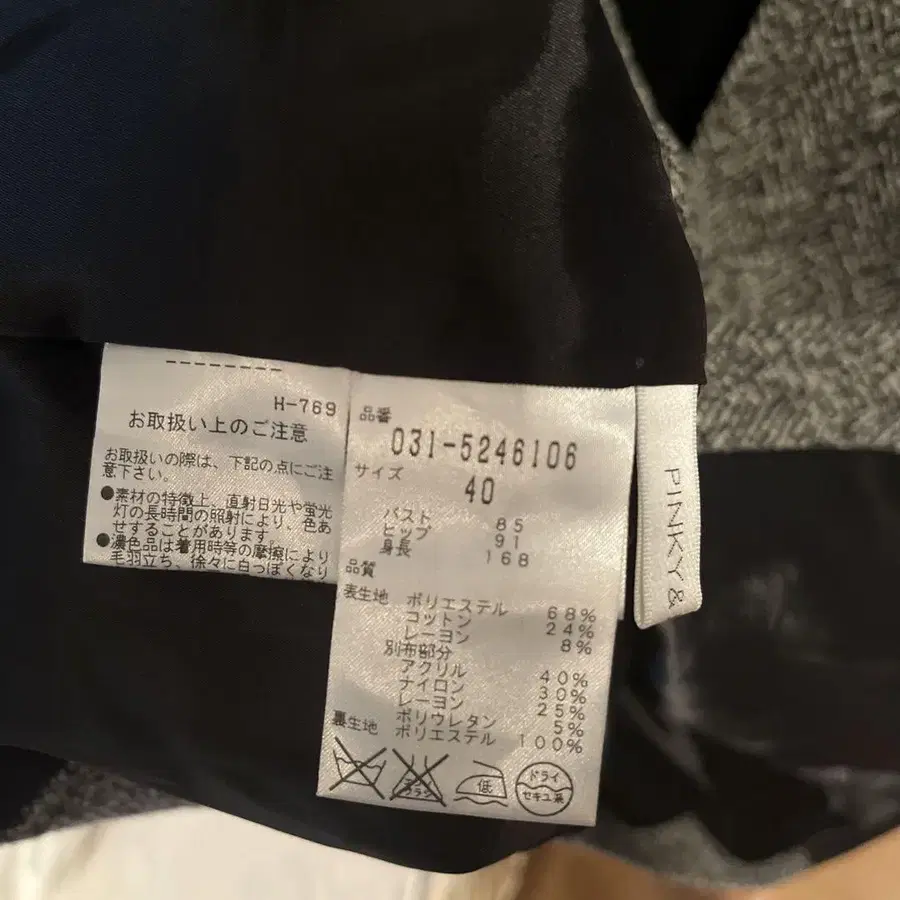 H-769
お取扱い上のご注意
お取扱いの際は、下記の点にご注
意下さい。
●素材の特徴上、直射日光や蛍光
灯の長時間の照射により、色あ
せすることがあります。
●濃色品は着用時等の摩擦により
毛羽立ち、徐々に白っぽくなり
品番
031-5246106
サイズ
40
バスト 85
ヒップ 91
身長 168
品質
表生地 ポリエステル 68%
コットン 24%
レーヨン 8%
別布部分
アクリル 40%
ナイロン 30%
レーヨン 25%
ポリウレタン 5%
裏生地 ポリエステル 100%
低
ドライ
セキユ系
PINKY&